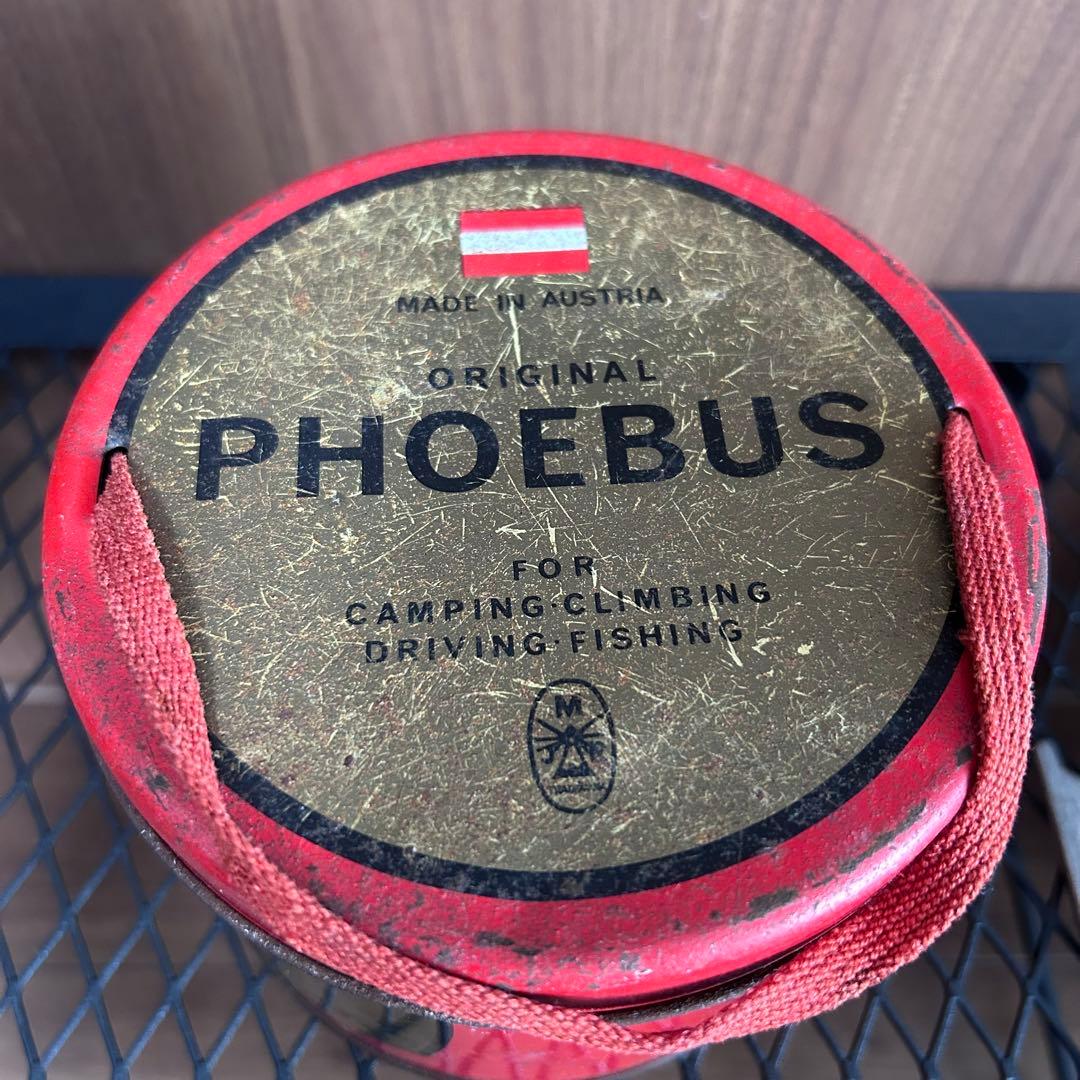 MADE IN AUSTRIA
ORIGINAL
PHOEBUS
FOR
CAMPING·CLIMBING
DRIVING·FISHING
M
J R